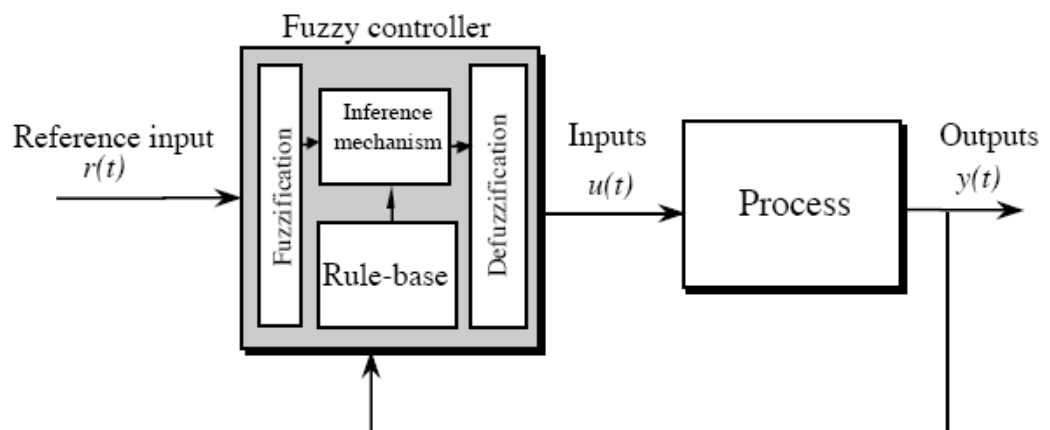 Fuzzy controller
Reference input
r(t)
Fuzzification
Inference
mechanism
Rule-base
Defuzzification
Inputs
u(t)
Process
Outputs
y(t)